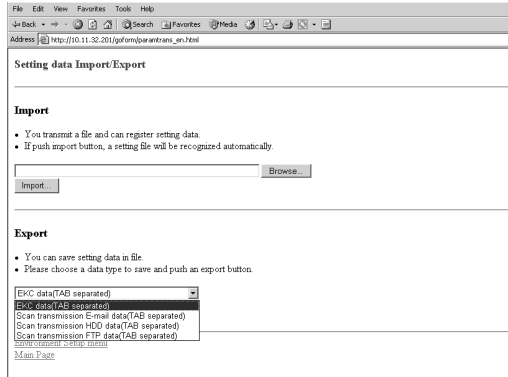 File Edit View Favorites Tools Help
Back Search Favorites Media
Address http://10.11.32.201/goform/paramtrans_en.html
Setting data Import/Export
Import
• You transmit a file and can register setting data.
• If push import button, a setting file will be recognized automatically.
Browse...
Import...
Export
• You can save setting data in file.
• Please choose a data type to save and push an export button.
EKC data(TAB separated)
EKC data(TAB separated)
Scan transmission E-mail data(TAB separated)
Scan transmission HDD data(TAB separated)
Scan transmission FTP data(TAB separated)
Environment Setup menu
Main Page